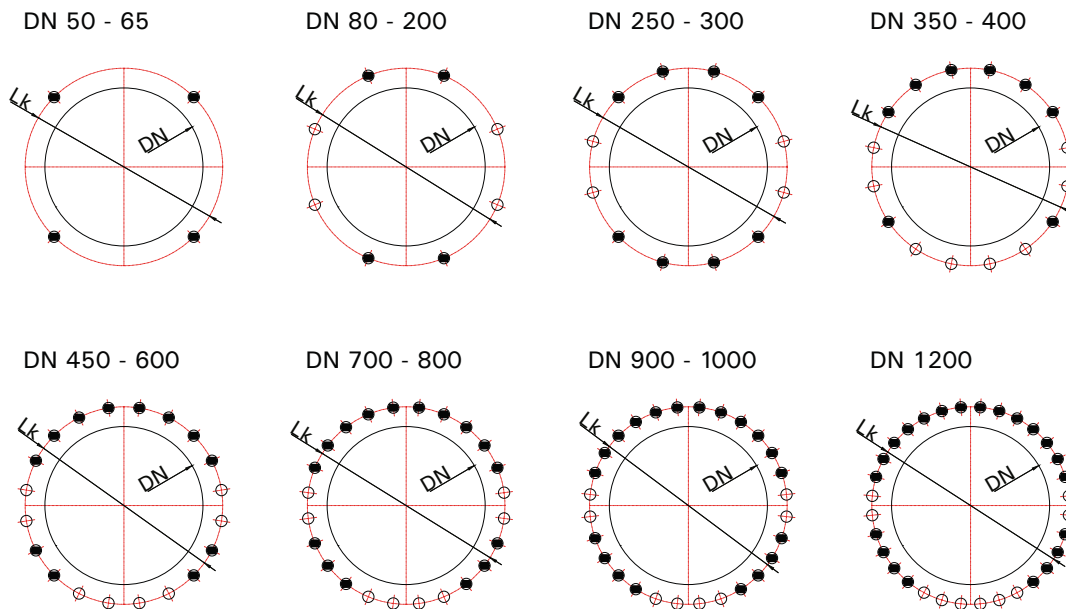 DN 50 - 65
DN 80 - 200
DN 250 - 300
DN 350 - 400
Lk
DN
Lk
DN
Lk
DN
Lk
DN
DN 450 - 600
DN 700 - 800
DN 900 - 1000
DN 1200
Lk
DN
Lk
DN
Lk
DN
Lk
DN